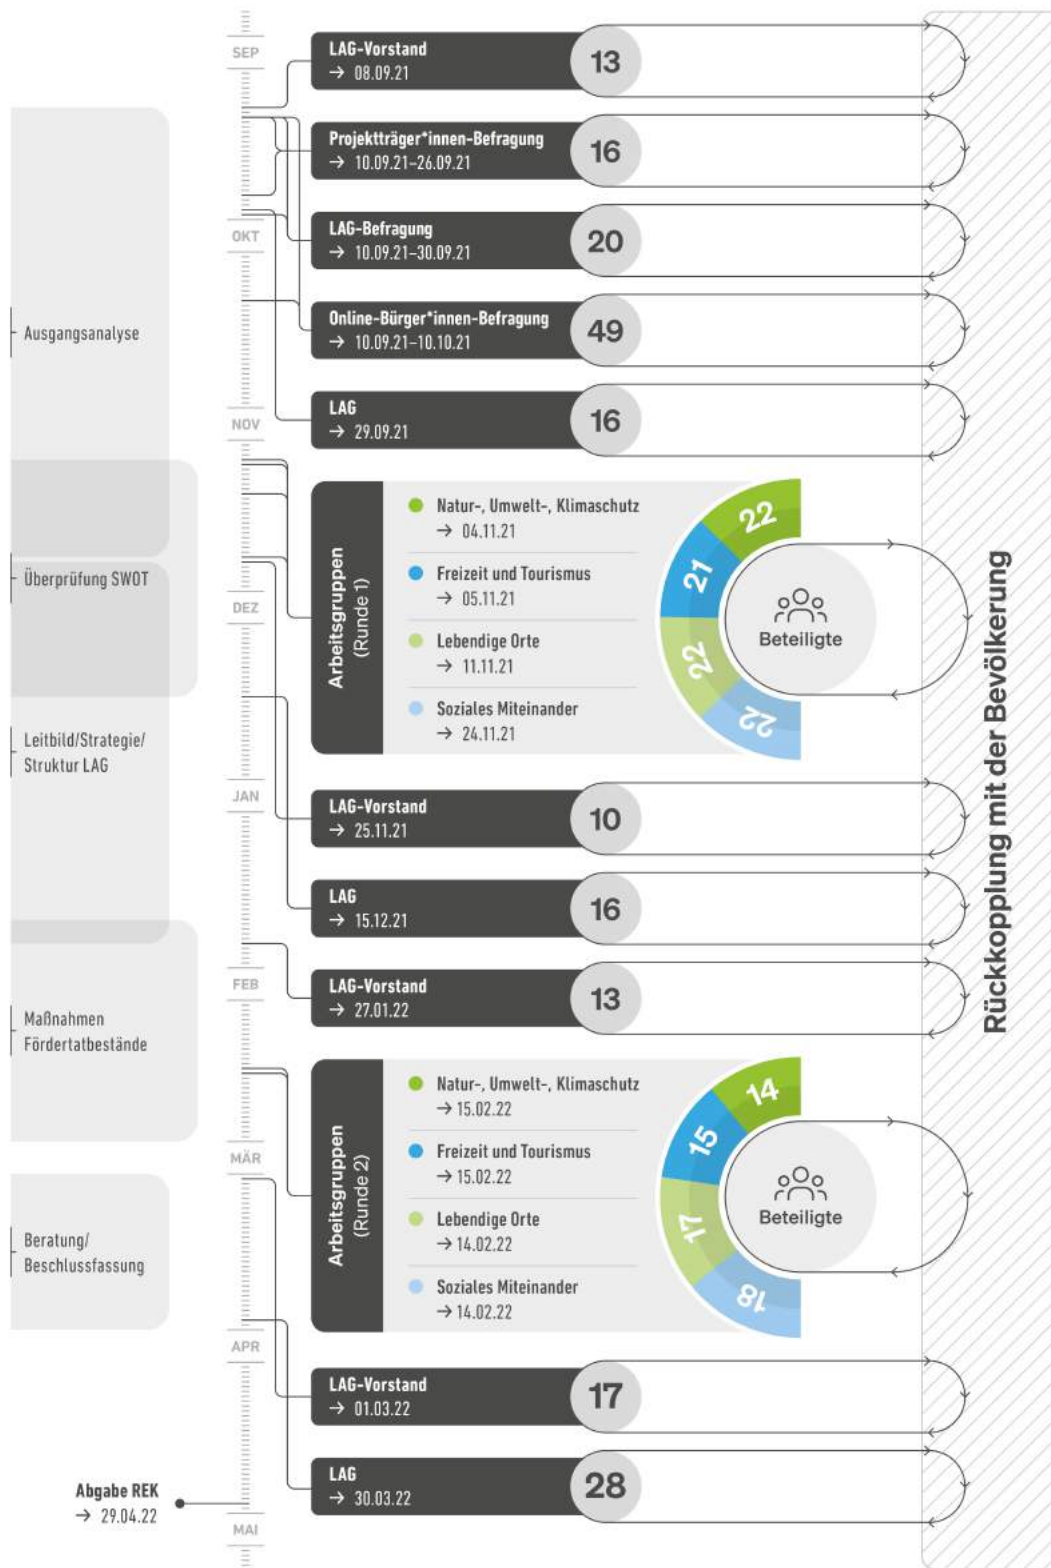 SEP
LAG-Vorstand
→ 08.09.21
13
Projektträger*innen-Befragung
→ 10.09.21–26.09.21
16
OKT
LAG-Befragung
→ 10.09.21–30.09.21
20
Ausgangsanalyse
Online-Bürger*innen-Befragung
→ 10.09.21–10.10.21
49
NOV
LAG
→ 29.09.21
16
Überprüfung SWOT
DEZ
Arbeitsgruppen
(Runde 1)
Natur-, Umwelt-, Klimaschutz
→ 04.11.21
Freizeit und Tourismus
→ 05.11.21
Lebendige Orte
→ 11.11.21
Soziales Miteinander
→ 24.11.21
22
21
22
22
Beteiligte
Rückkopplung mit der Bevölkerung
Leitbild/Strategie/
Struktur LAG
JAN
LAG-Vorstand
→ 25.11.21
10
LAG
→ 15.12.21
16
FEB
LAG-Vorstand
→ 27.01.22
13
Maßnahmen
Fördertatbestände
MÄR
Arbeitsgruppen
(Runde 2)
Natur-, Umwelt-, Klimaschutz
→ 15.02.22
Freizeit und Tourismus
→ 15.02.22
Lebendige Orte
→ 14.02.22
Soziales Miteinander
→ 14.02.22
14
15
17
18
Beteiligte
Beratung/
Beschlussfassung
APR
LAG-Vorstand
→ 01.03.22
17
LAG
→ 30.03.22
28
Abgabe REK
→ 29.04.22
MAI